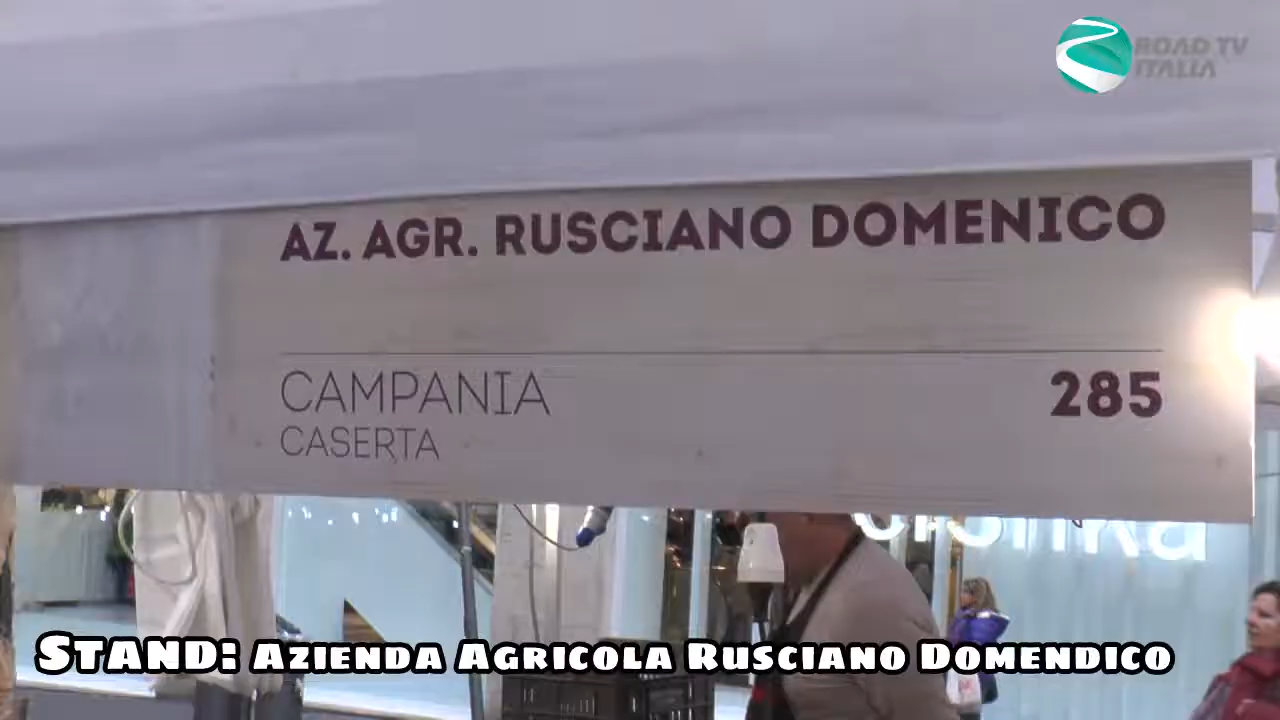 ROAD TV
ITALIA
AZ. AGR. RUSCIANO DOMENICO
CAMPANIA
285
CASERTA
STAND: AZIENDA AGRICOLA RUSCIANO DOMENDICO